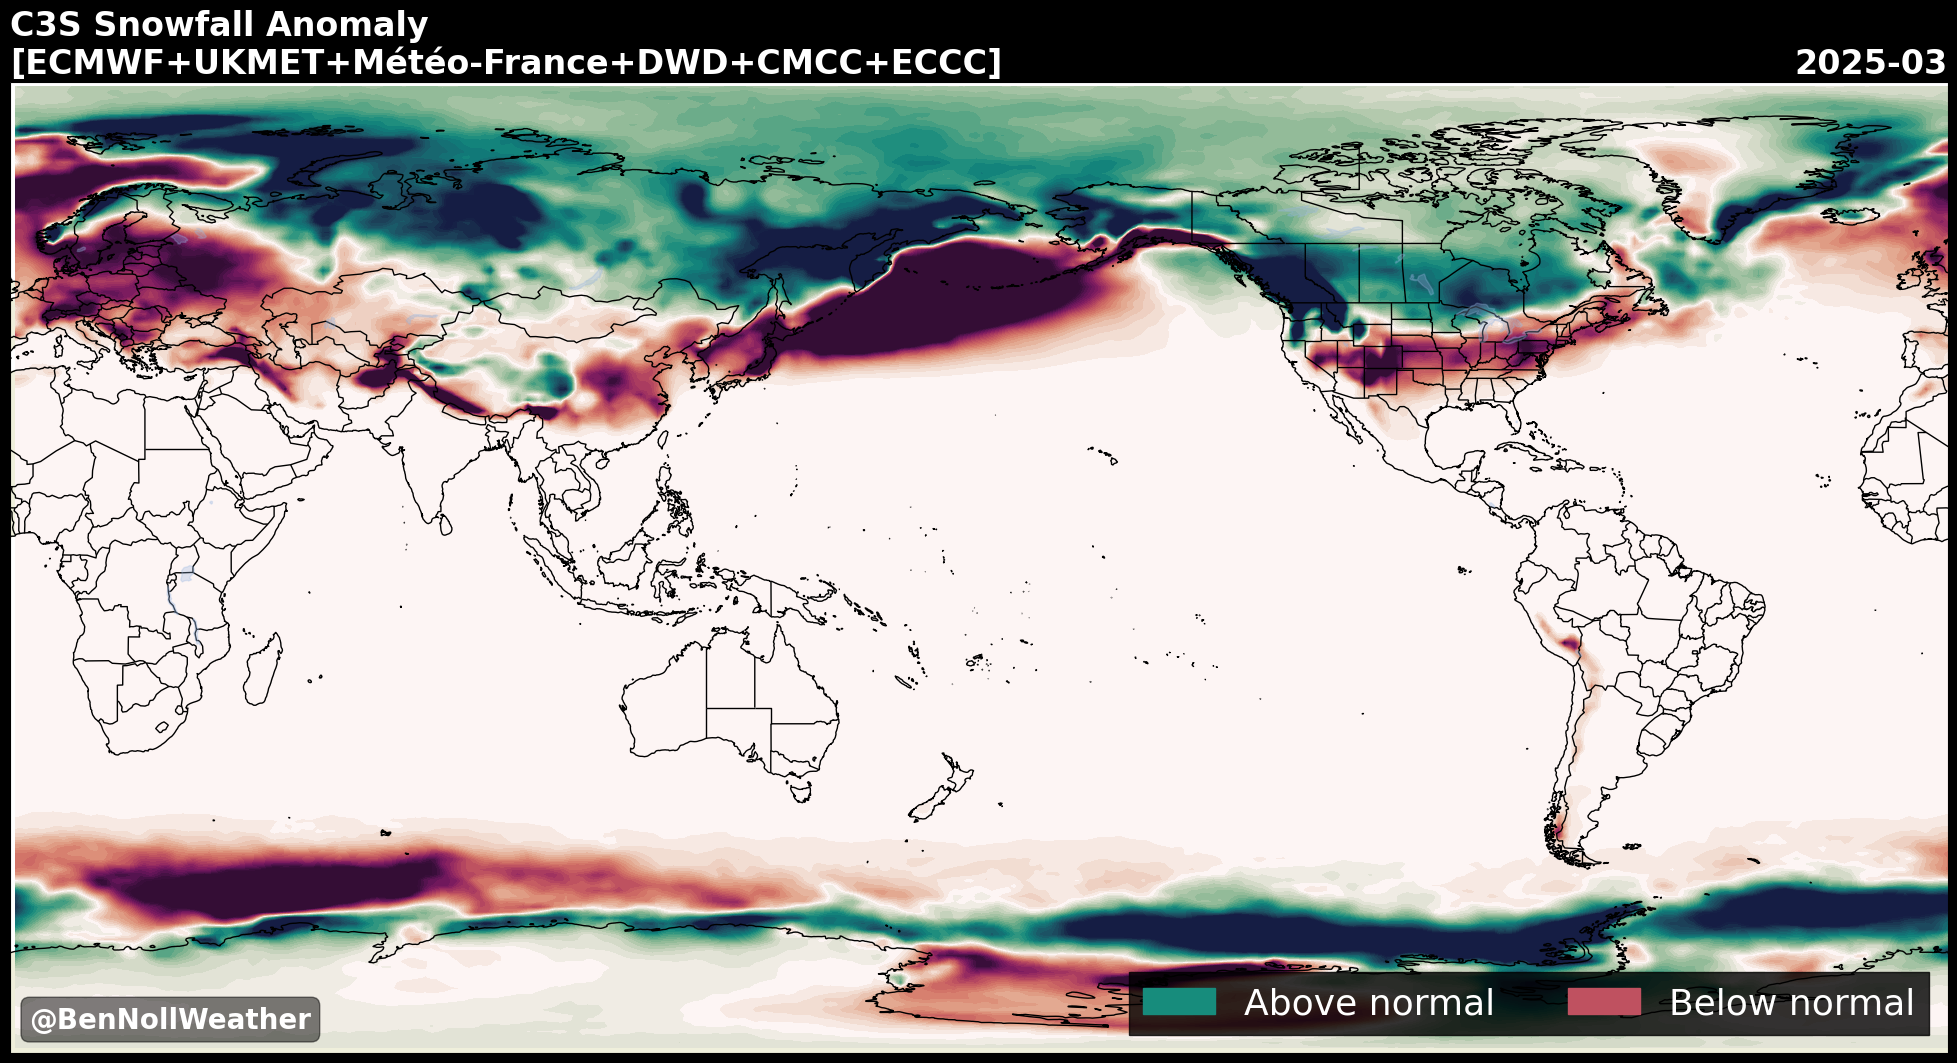 C3S Snowfall Anomaly
[ECMWF+UKMET+Météo-France+DWD+CMCC+ECCC]
2025-03
@BenNollWeather
Above normal
Below normal